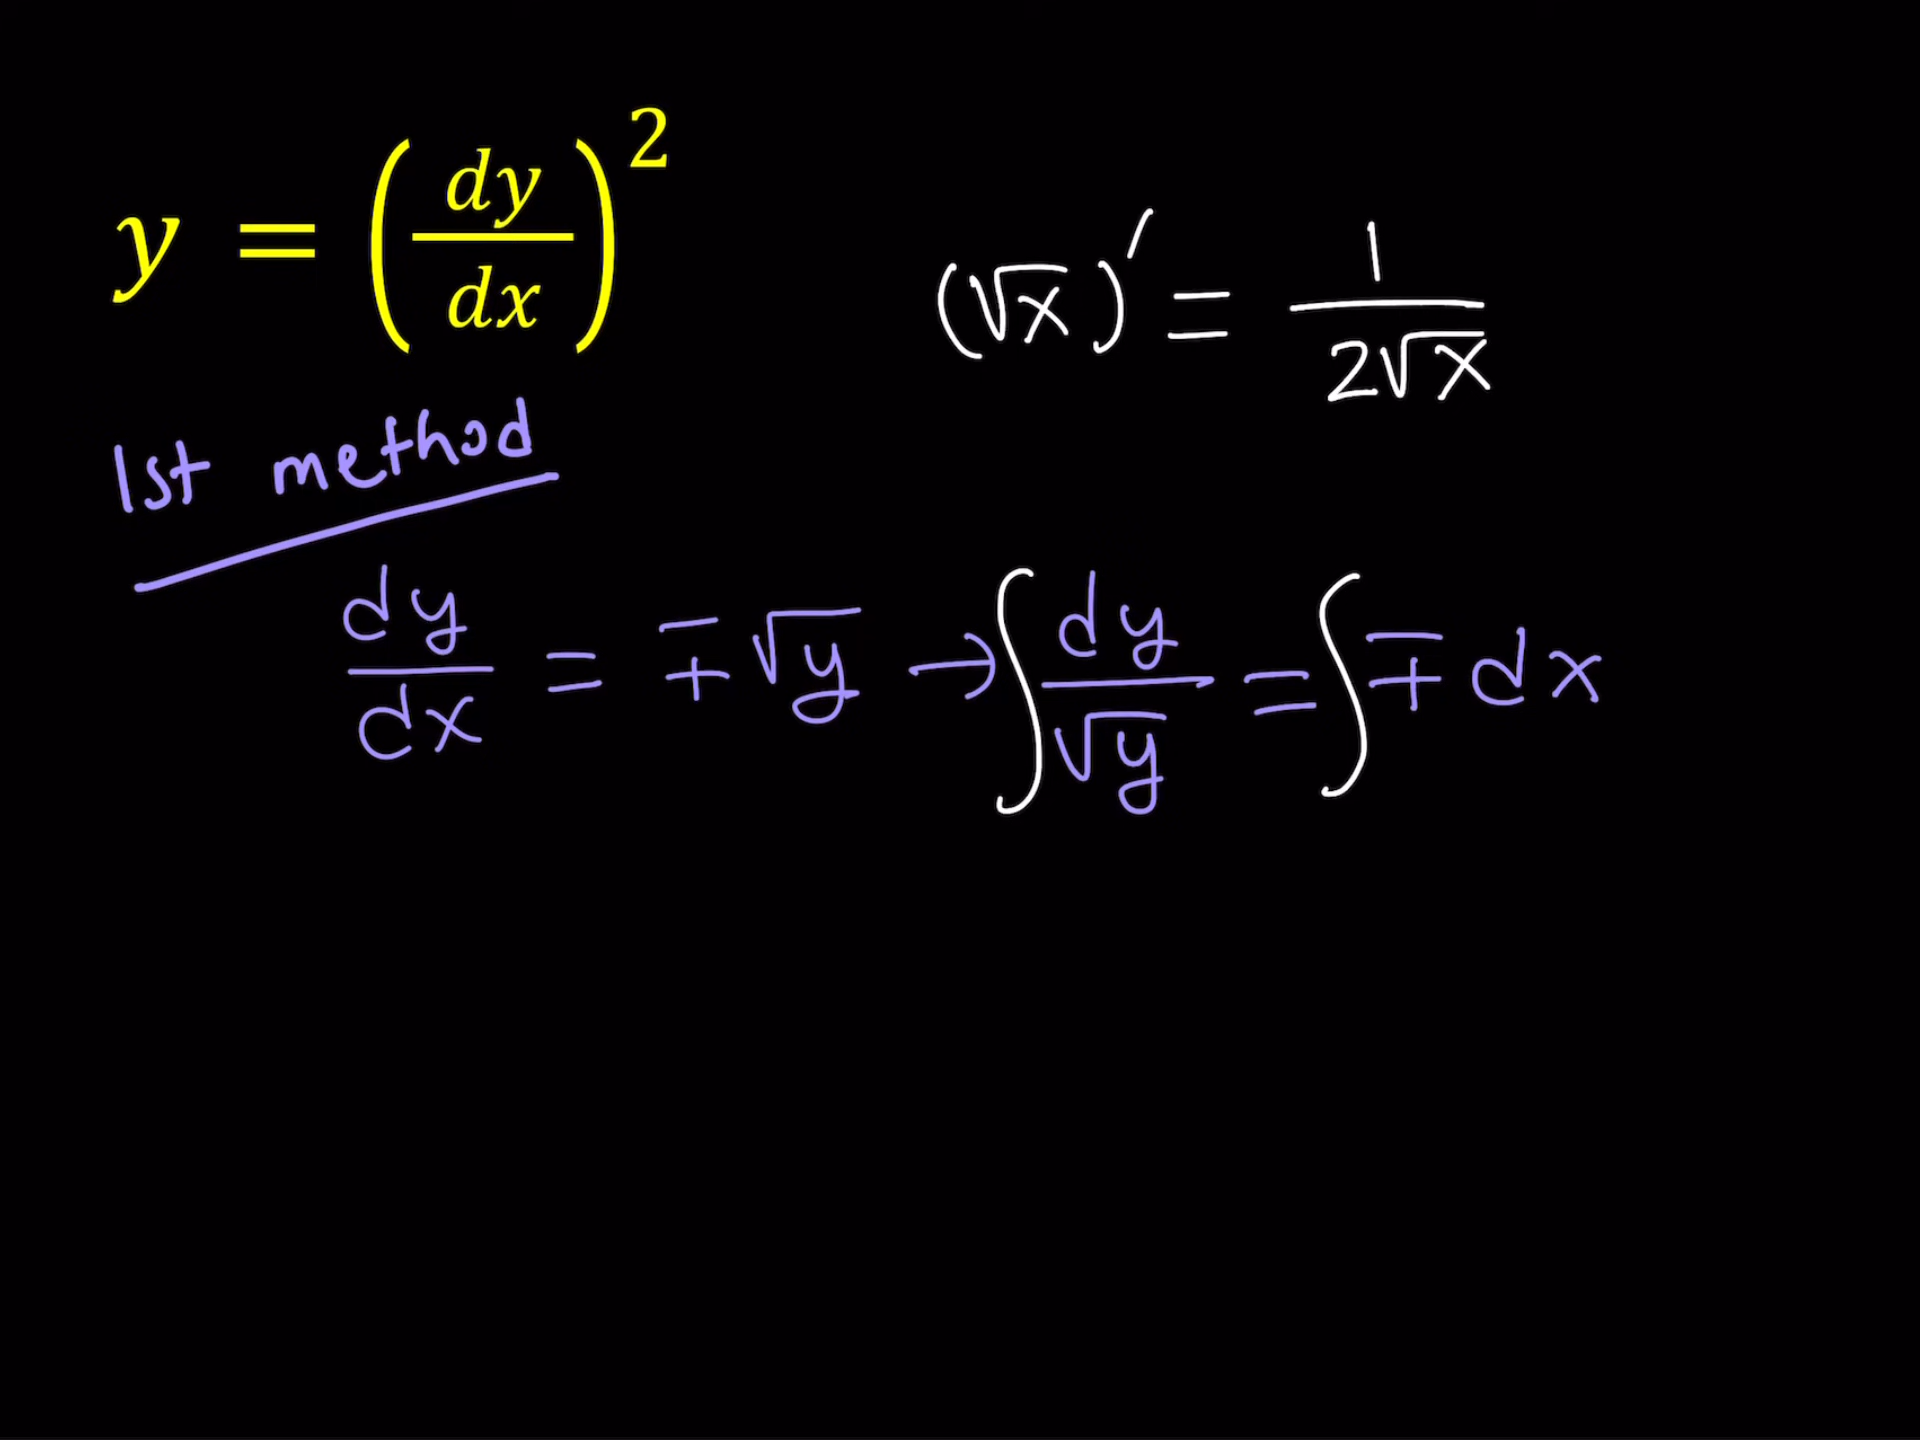 y = (dy/dx)^2
(√x)' = 1/(2√x)
1st method
dy/dx = ∓√y → ∫ dy/√y = ∫ ∓ dx